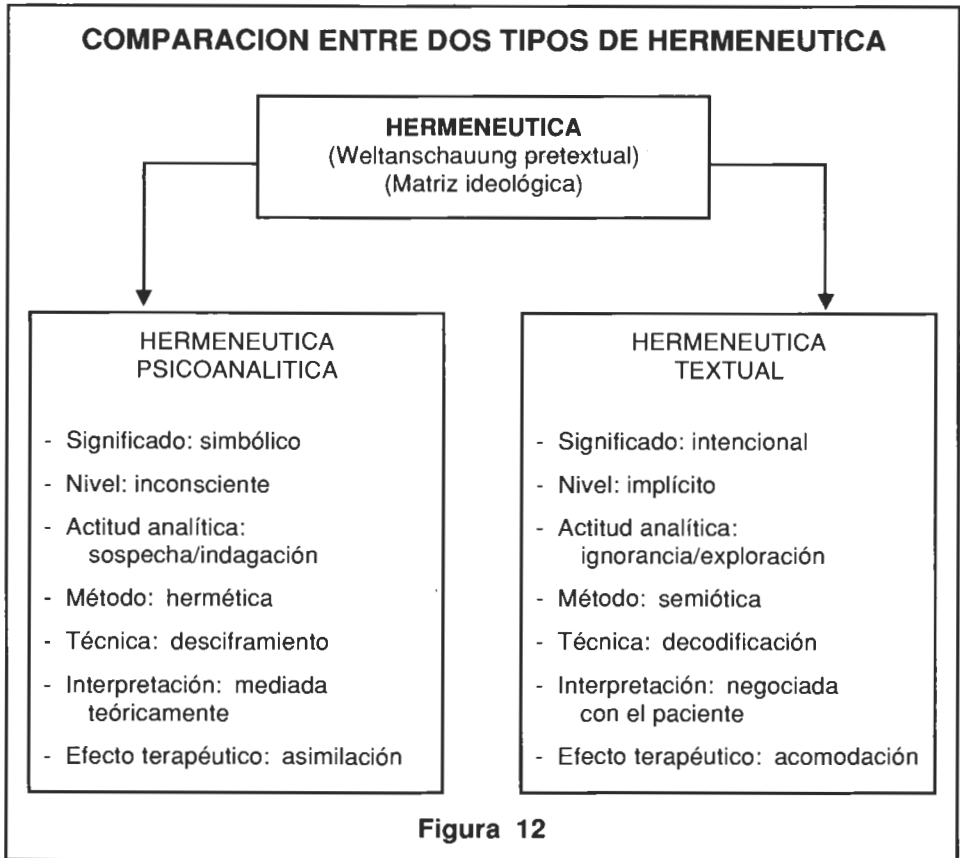 COMPARACION ENTRE DOS TIPOS DE HERMENEUTICA
HERMENEUTICA
(Weltanschauung pretextual)
(Matriz ideológica)
HERMENEUTICA
PSICOANALITICA
- Significado: simbólico
- Nivel: inconsciente
- Actitud analítica:
sospecha/indagación
- Método: hermética
- Técnica: desciframiento
- Interpretación: mediada
teóricamente
- Efecto terapéutico: asimilación
HERMENEUTICA
TEXTUAL
- Significado: intencional
- Nivel: implícito
- Actitud analítica:
ignorancia/exploración
- Método: semiótica
- Técnica: decodificación
- Interpretación: negociada
con el paciente
- Efecto terapéutico: acomodación
Figura 12